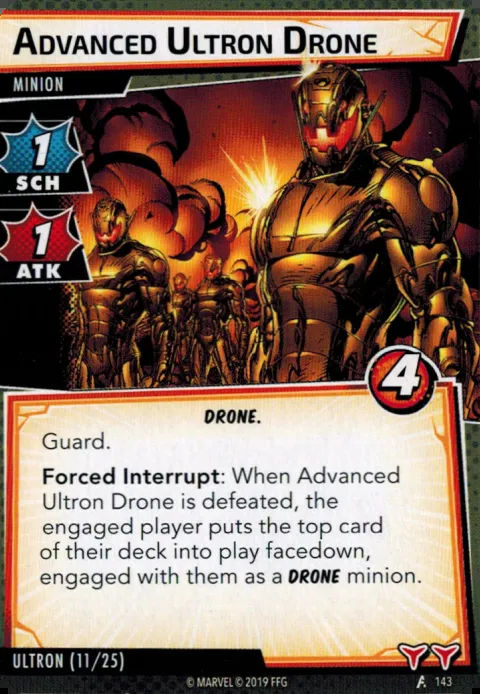 ADVANCED ULTRON DRONE
MINION
1
SCH
1
ATK
4
DRONE.
Guard.
Forced Interrupt: When Advanced
Ultron Drone is defeated, the
engaged player puts the top card
of their deck into play facedown,
engaged with them as a DRONE minion.
ULTRON (11/25)
© MARVEL © 2019 FFG
143